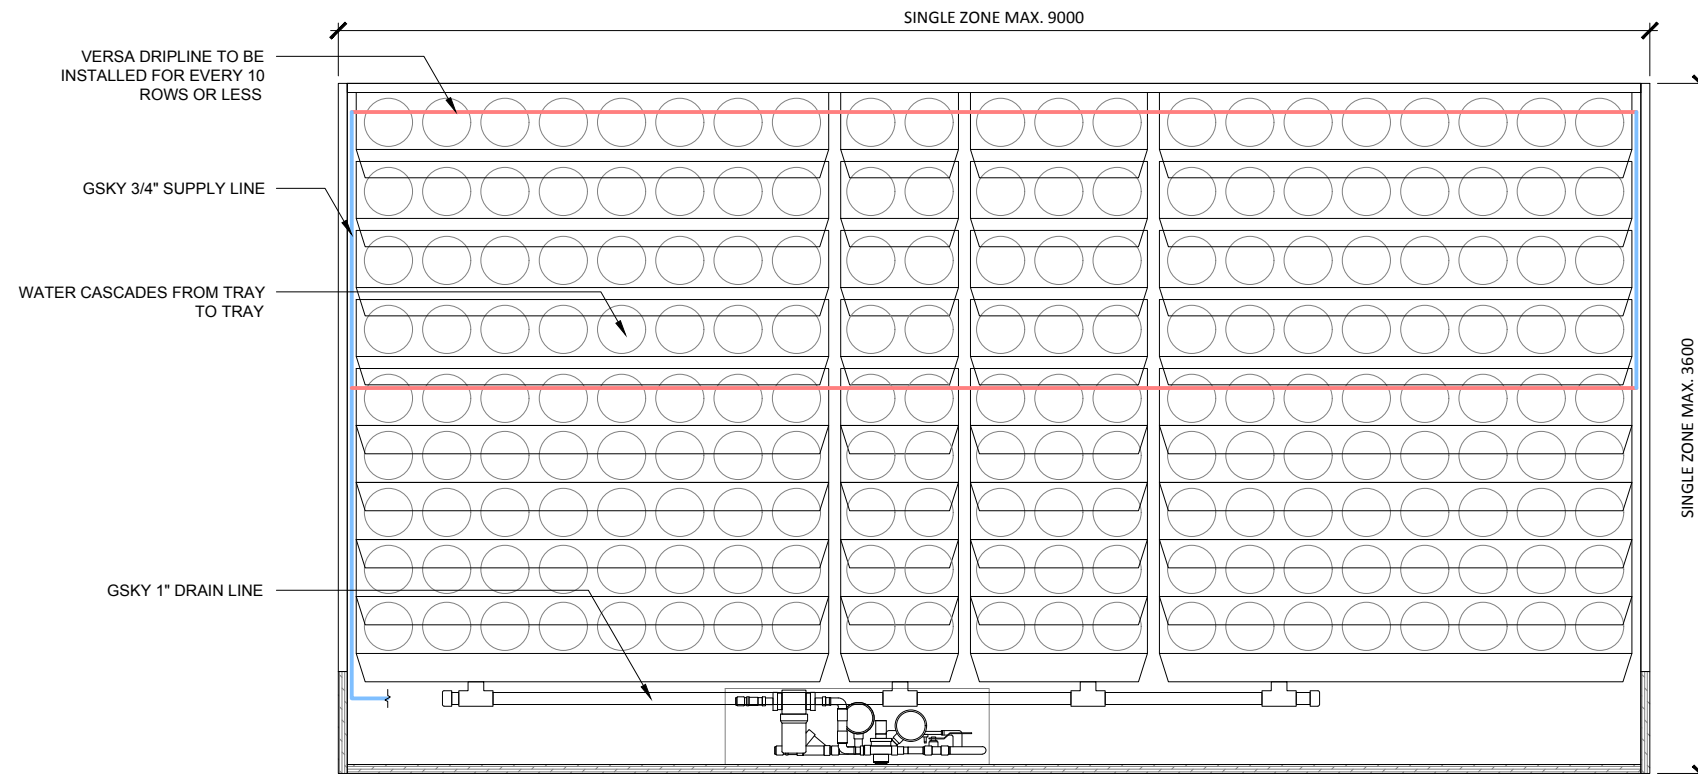 SINGLE ZONE MAX. 9000
VERSA DRIPLINE TO BE
INSTALLED FOR EVERY 10
ROWS OR LESS
GSKY 3/4" SUPPLY LINE
WATER CASCADES FROM TRAY
TO TRAY
SINGLE ZONE MAX. 3600
GSKY 1" DRAIN LINE